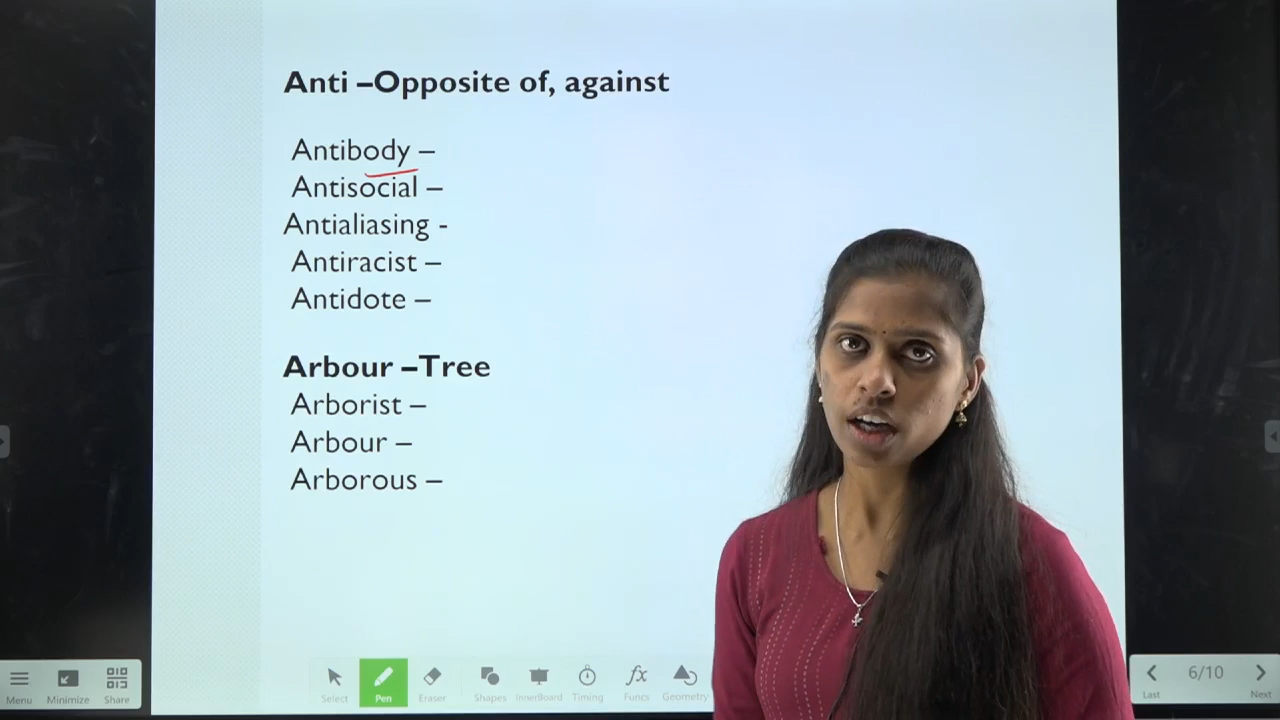 Anti –Opposite of, against
Antibody –
Antisocial –
Antialiasing -
Antiracist –
Antidote –
Arbour –Tree
Arborist –
Arbour –
Arborous –
Menu
Minimize
Share
Select
Pen
Eraser
Shapes
InnerBoard
Timing
fx
Funcs
Geometry
Last
6/10
Next